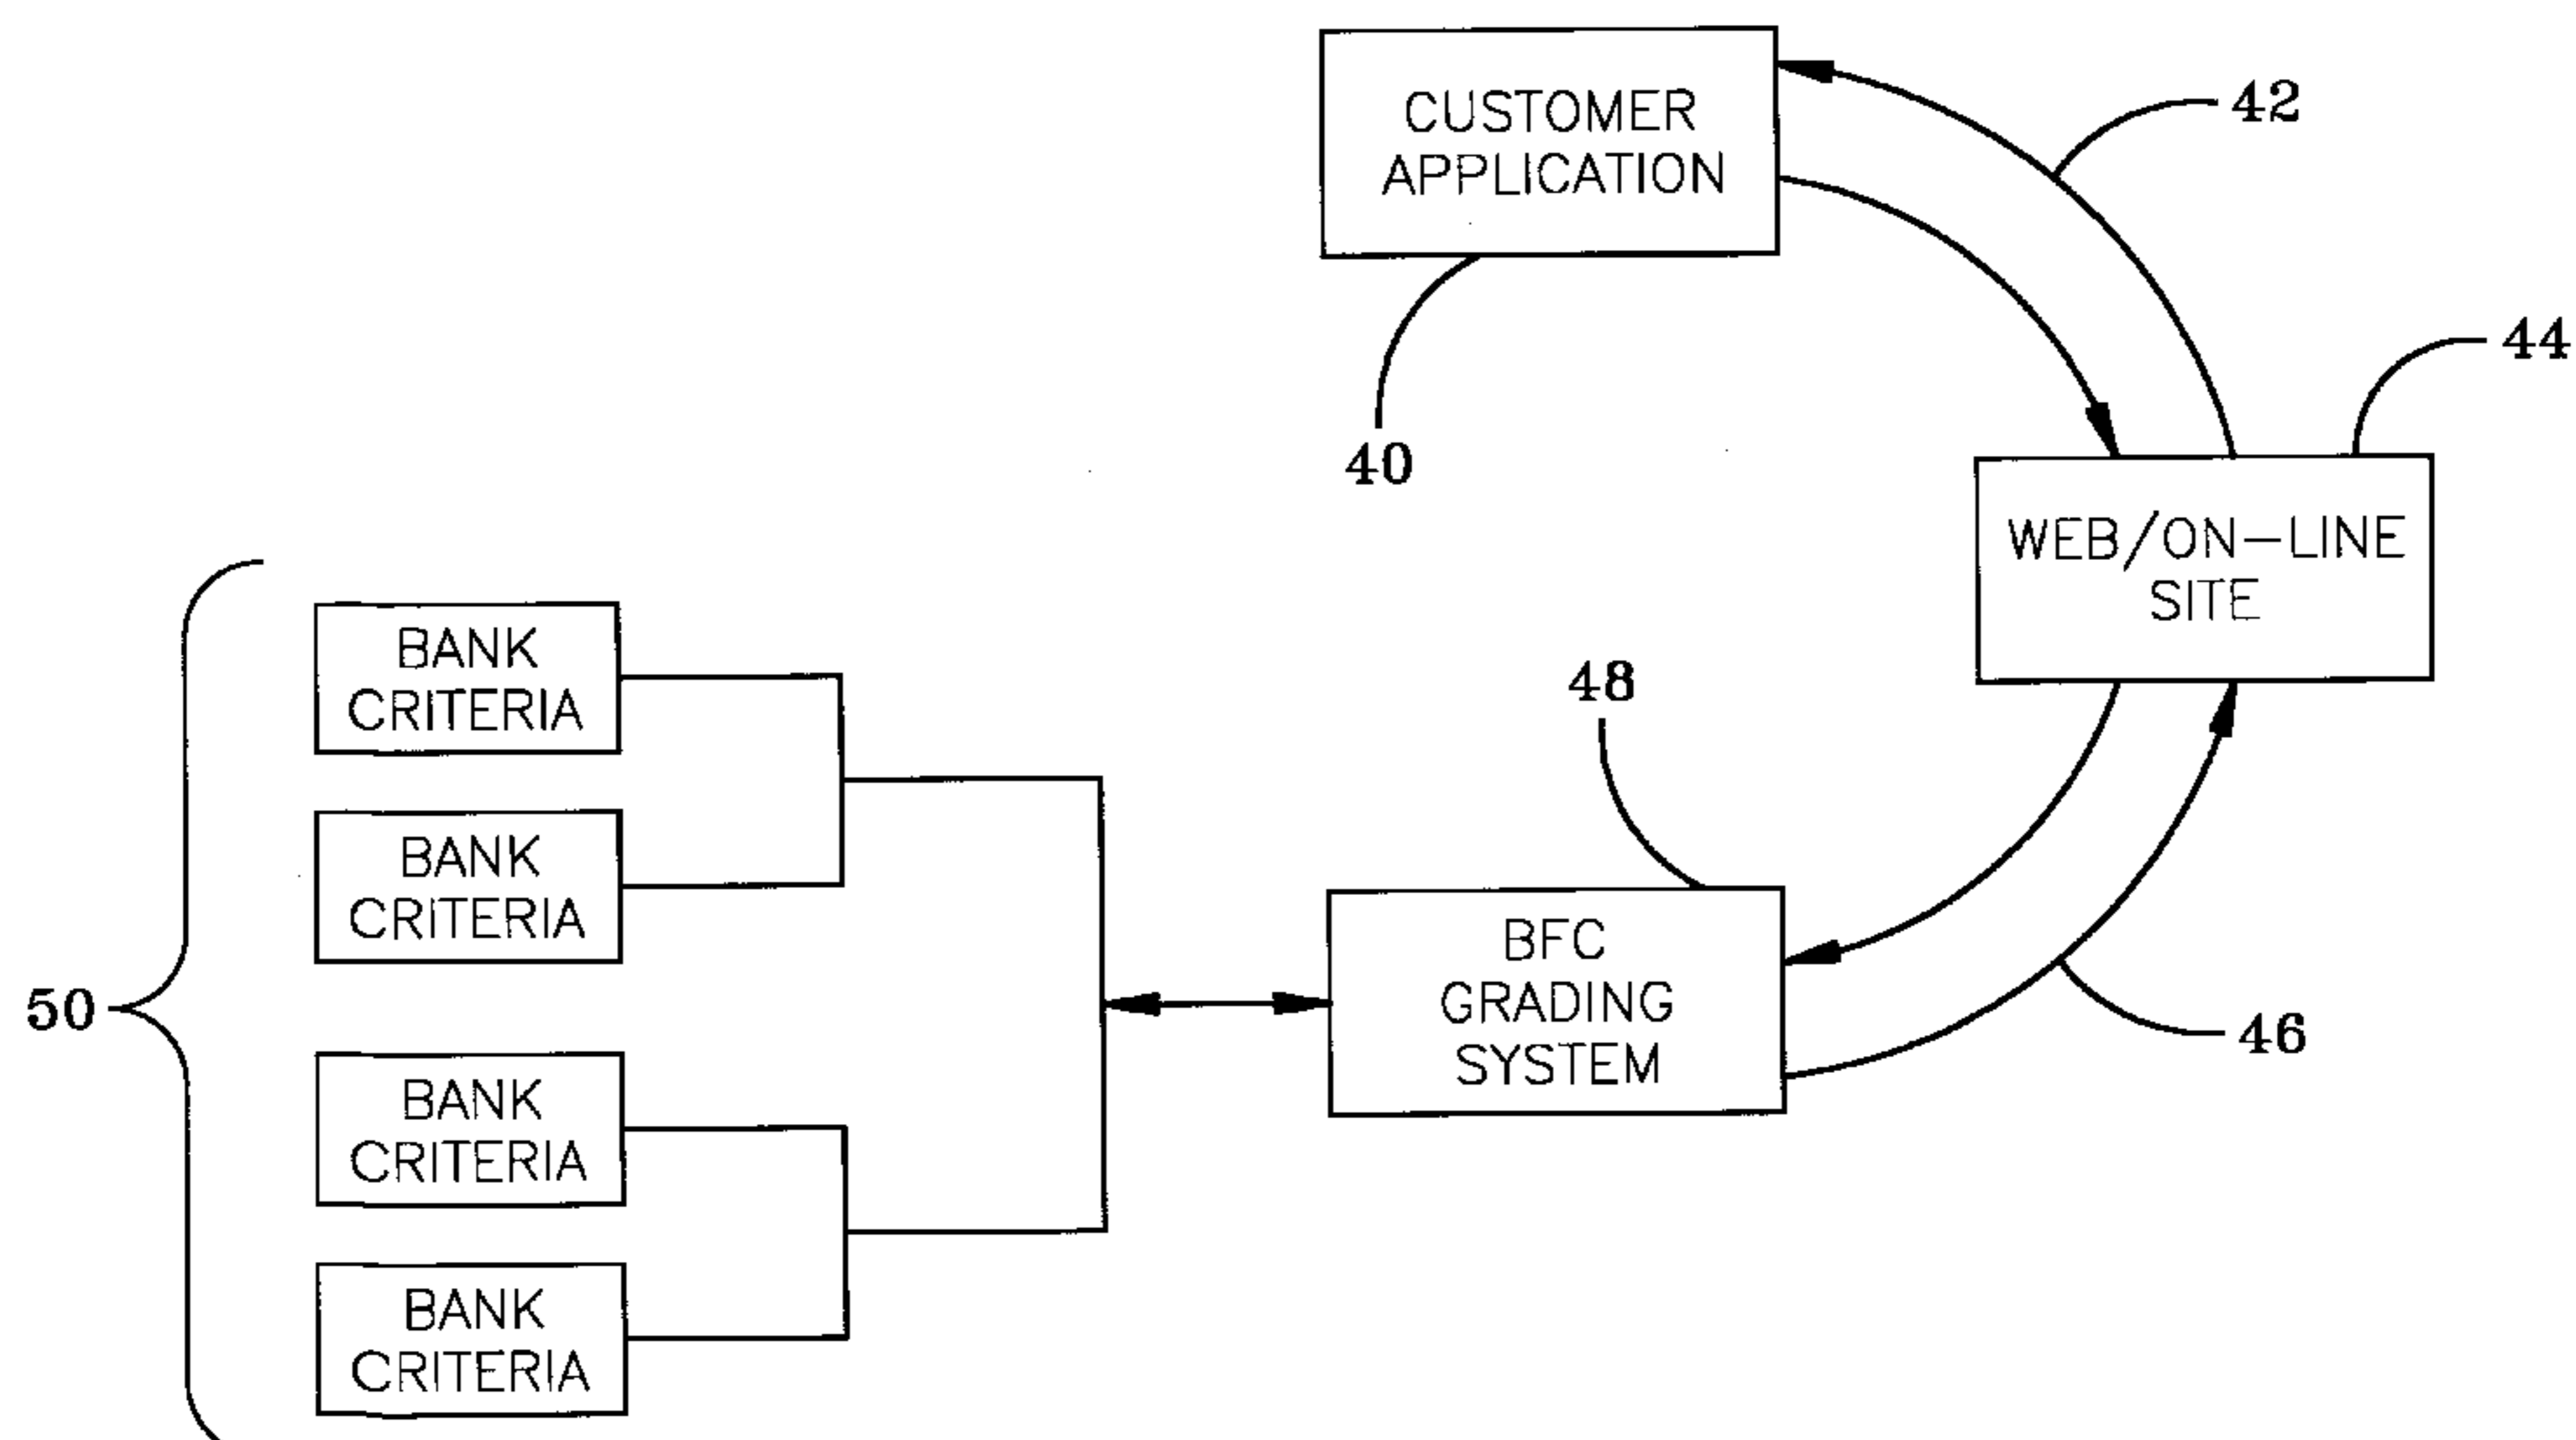 CUSTOMER
APPLICATION
42
40
44
WEB/ON-LINE
SITE
48
BFC
GRADING
SYSTEM
46
50
BANK
CRITERIA
BANK
CRITERIA
BANK
CRITERIA
BANK
CRITERIA